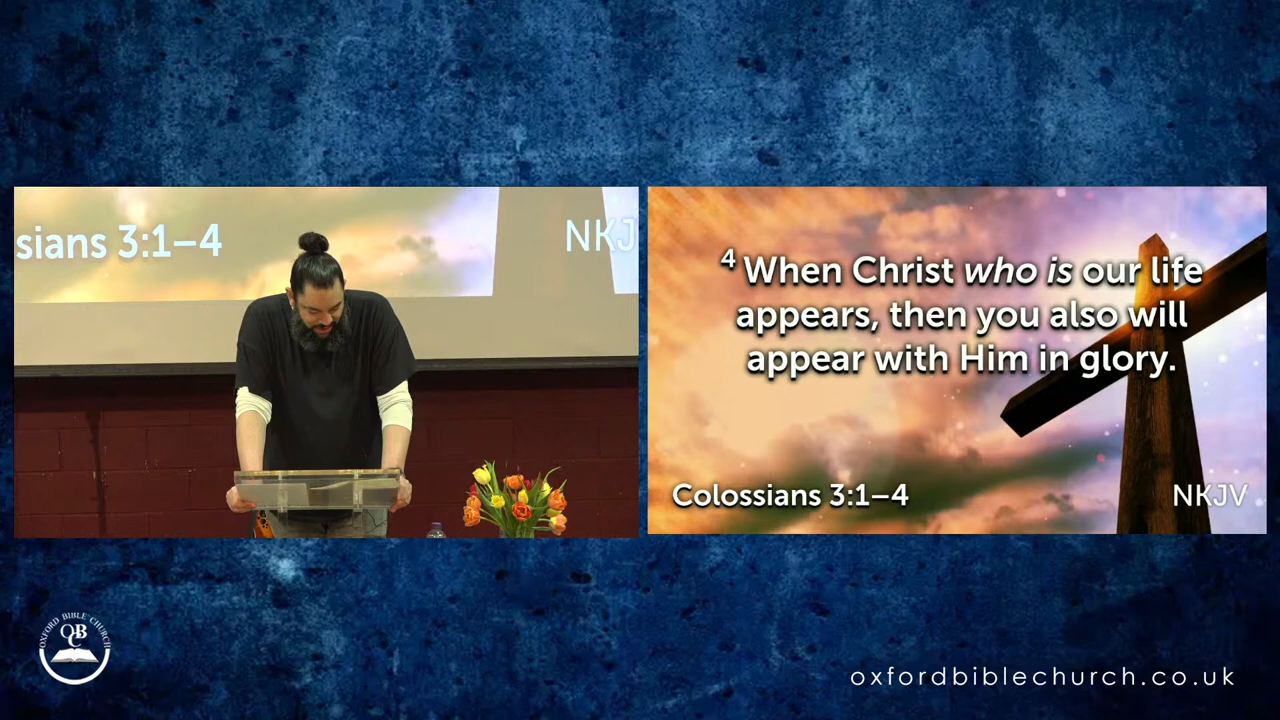 sians 3:1–4
NKJ
4 When Christ who is our life
appears, then you also will
appear with Him in glory.
Colossians 3:1–4
NKJV
OXFORD BIBLE CHURCH
OBC
oxfordbiblechurch.co.uk